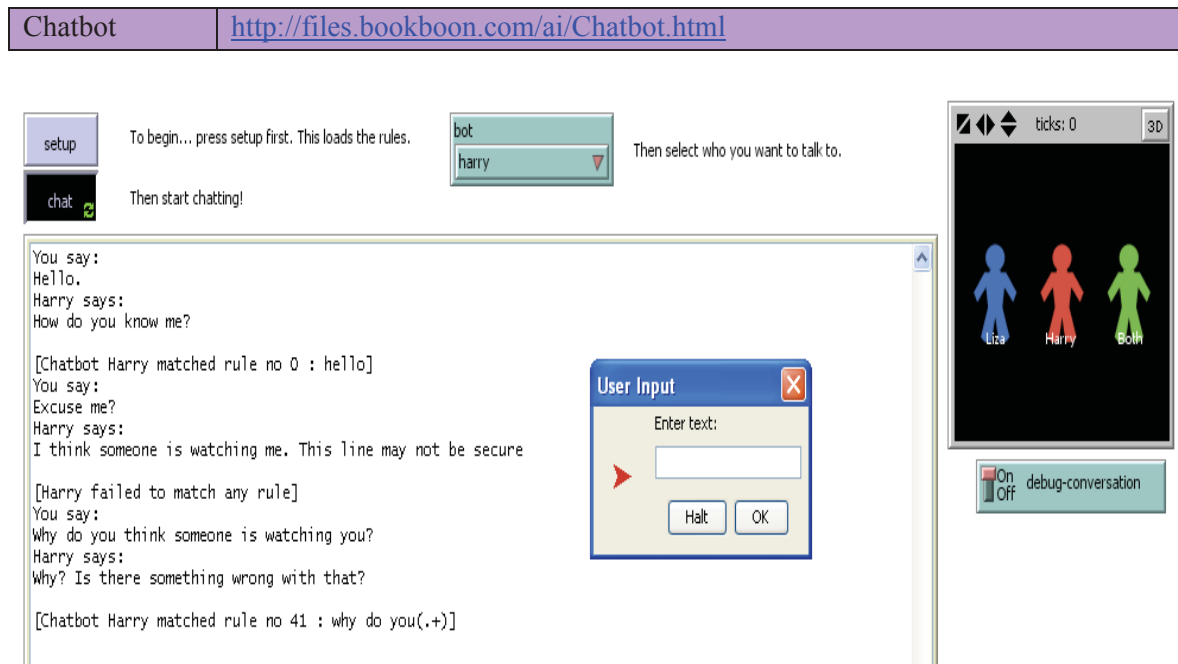 Chatbot http://files.bookboon.com/ai/Chatbot.html
setup
To begin... press setup first. This loads the rules.
bot
harry
Then select who you want to talk to.
ticks: 0
3D
chat
Then start chatting!
You say:
Hello.
Harry says:
How do you know me?
[Chatbot Harry matched rule no 0 : hello]
You say:
Excuse me?
Harry says:
I think someone is watching me. This line may not be secure
[Harry failed to match any rule]
You say:
Why do you think someone is watching you?
Harry says:
Why? Is there something wrong with that?
[Chatbot Harry matched rule no 41 : why do you(.+)]
User Input
Enter text:
Halt OK
Liza Harry Both
On
Off
debug-conversation